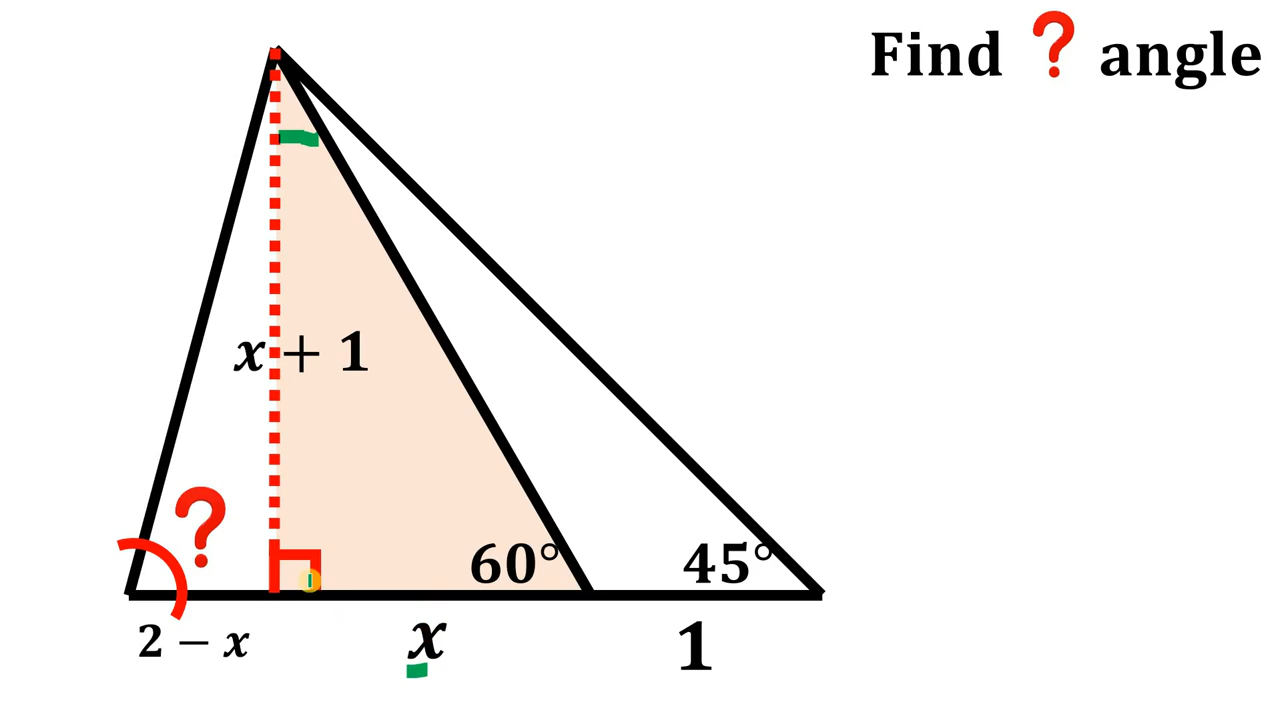 Find ? angle
x + 1
?
60°
45°
2 − x
x
1